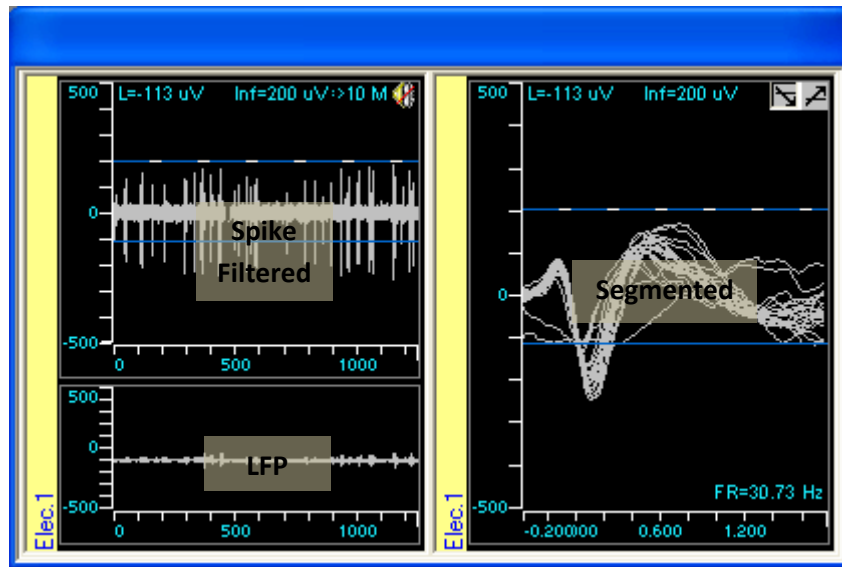 500 L=-113 uV Inf=200 uV:>10 M
0
-500
0 500 1000
Spike
Filtered
500
0
-500
0 500 1000
LFP
Elec.1
500 L=-113 uV Inf=200 uV
0
-500
Segmented
FR=30.73 Hz
-0.200000 0.600 1.200
Elec.1